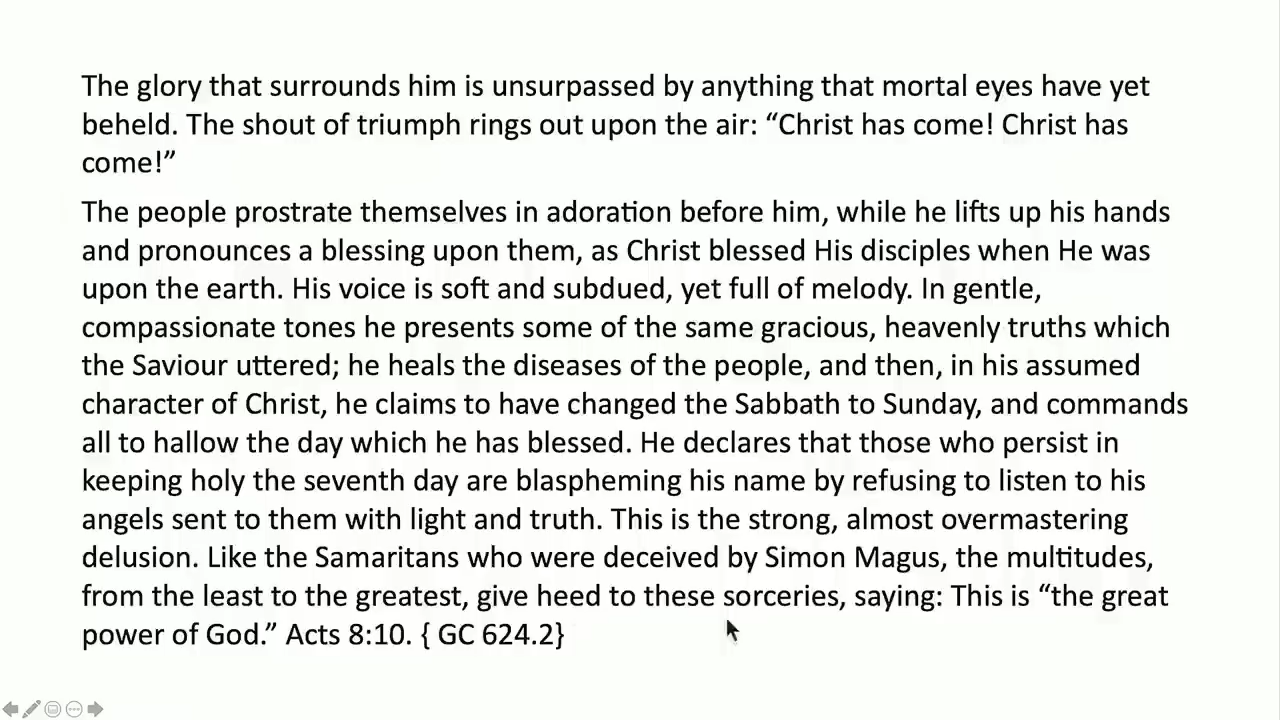 The glory that surrounds him is unsurpassed by anything that mortal eyes have yet
beheld. The shout of triumph rings out upon the air: “Christ has come! Christ has
come!”
The people prostrate themselves in adoration before him, while he lifts up his hands
and pronounces a blessing upon them, as Christ blessed His disciples when He was
upon the earth. His voice is soft and subdued, yet full of melody. In gentle,
compassionate tones he presents some of the same gracious, heavenly truths which
the Saviour uttered; he heals the diseases of the people, and then, in his assumed
character of Christ, he claims to have changed the Sabbath to Sunday, and commands
all to hallow the day which he has blessed. He declares that those who persist in
keeping holy the seventh day are blaspheming his name by refusing to listen to his
angels sent to them with light and truth. This is the strong, almost overmastering
delusion. Like the Samaritans who were deceived by Simon Magus, the multitudes,
from the least to the greatest, give heed to these sorceries, saying: This is “the great
power of God.” Acts 8:10. { GC 624.2}